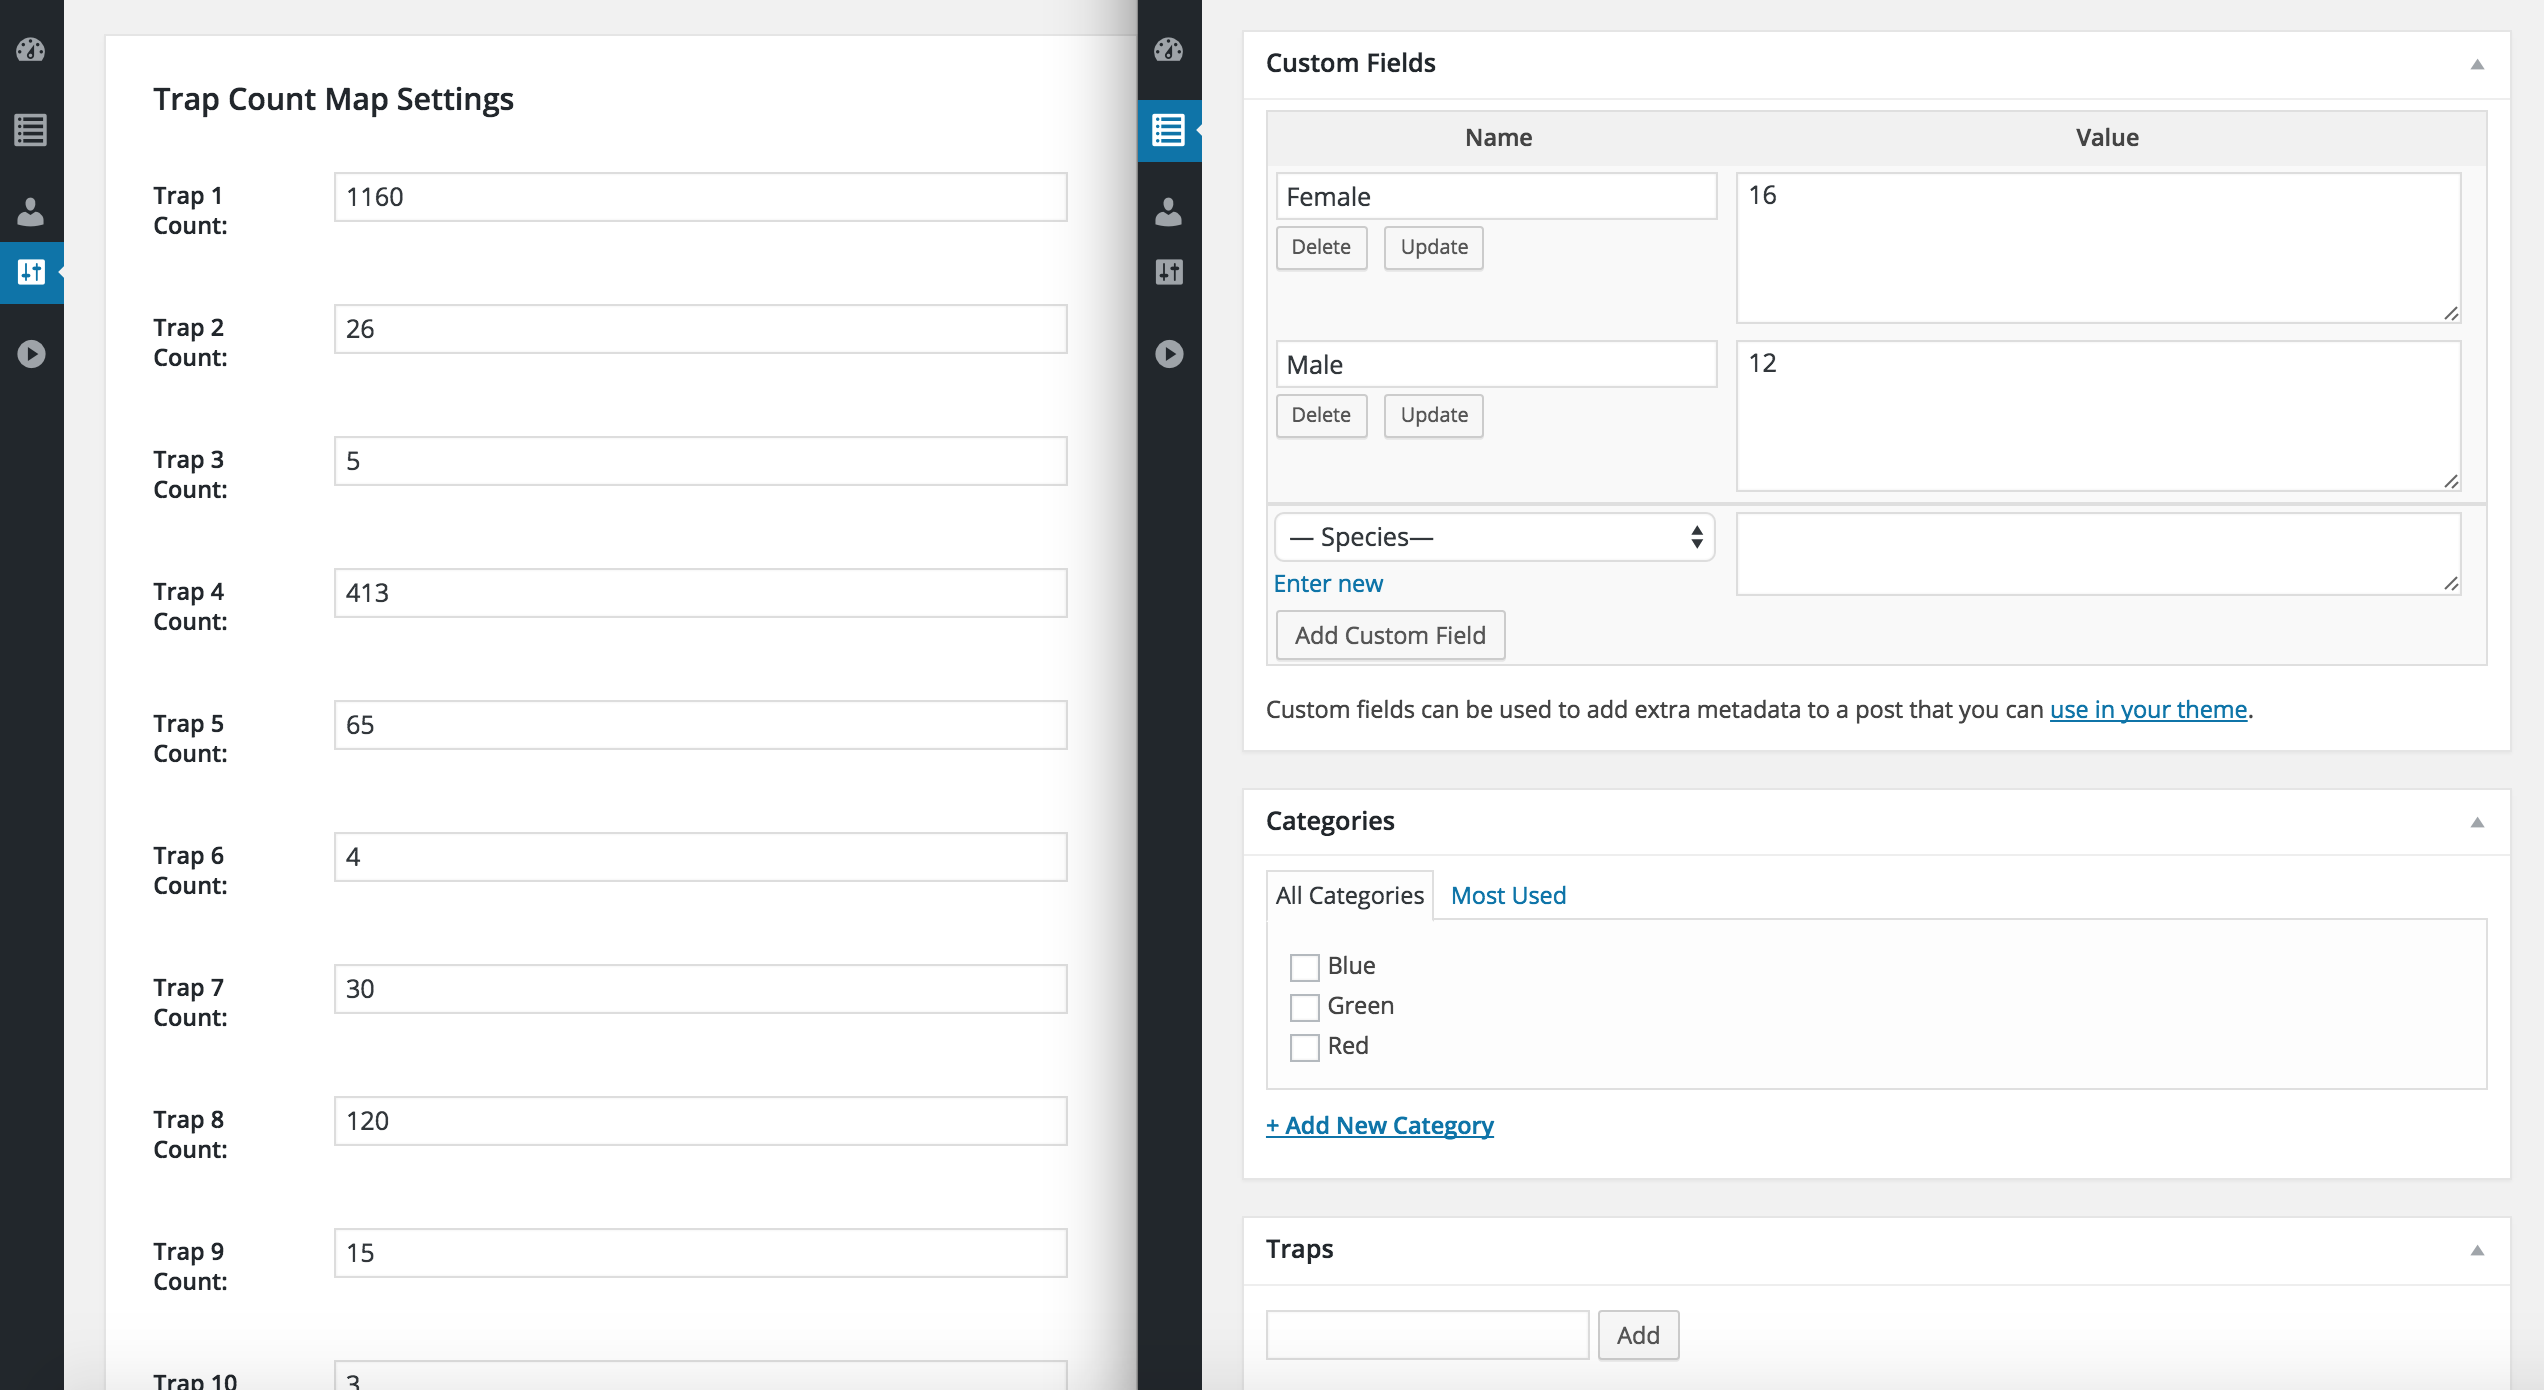 Trap Count Map Settings
Trap 1
Count:
1160
Trap 2
Count:
26
Trap 3
Count:
5
Trap 4
Count:
413
Trap 5
Count:
65
Trap 6
Count:
4
Trap 7
Count:
30
Trap 8
Count:
120
Trap 9
Count:
15
Trap 10
3
Custom Fields
Name Value
Female 16
Delete Update
Male 12
Delete Update
— Species—
Enter new
Add Custom Field
Custom fields can be used to add extra metadata to a post that you can use in your theme.
Categories
All Categories Most Used
Blue
Green
Red
+ Add New Category
Traps
Add